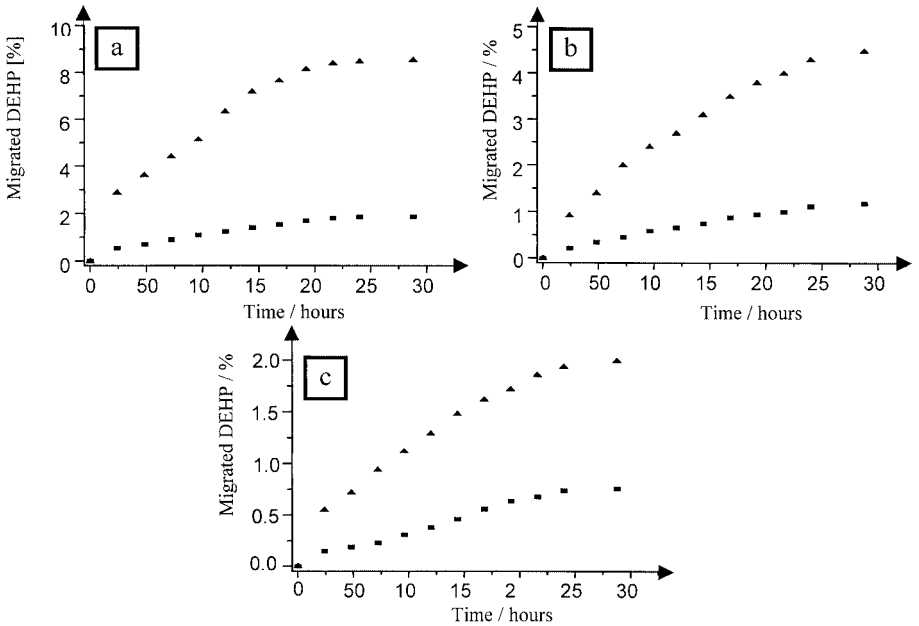 a
Migrated DEHP [%]
10
8
6
4
2
0
0 50 10 15 20 25 30
Time / hours
b
Migrated DEHP / %
5
4
3
2
1
0
0 50 10 15 20 25 30
Time / hours
c
Migrated DEHP / %
2.0
1.5
1.0
0.5
0.0
0 50 10 15 2 25 30
Time / hours